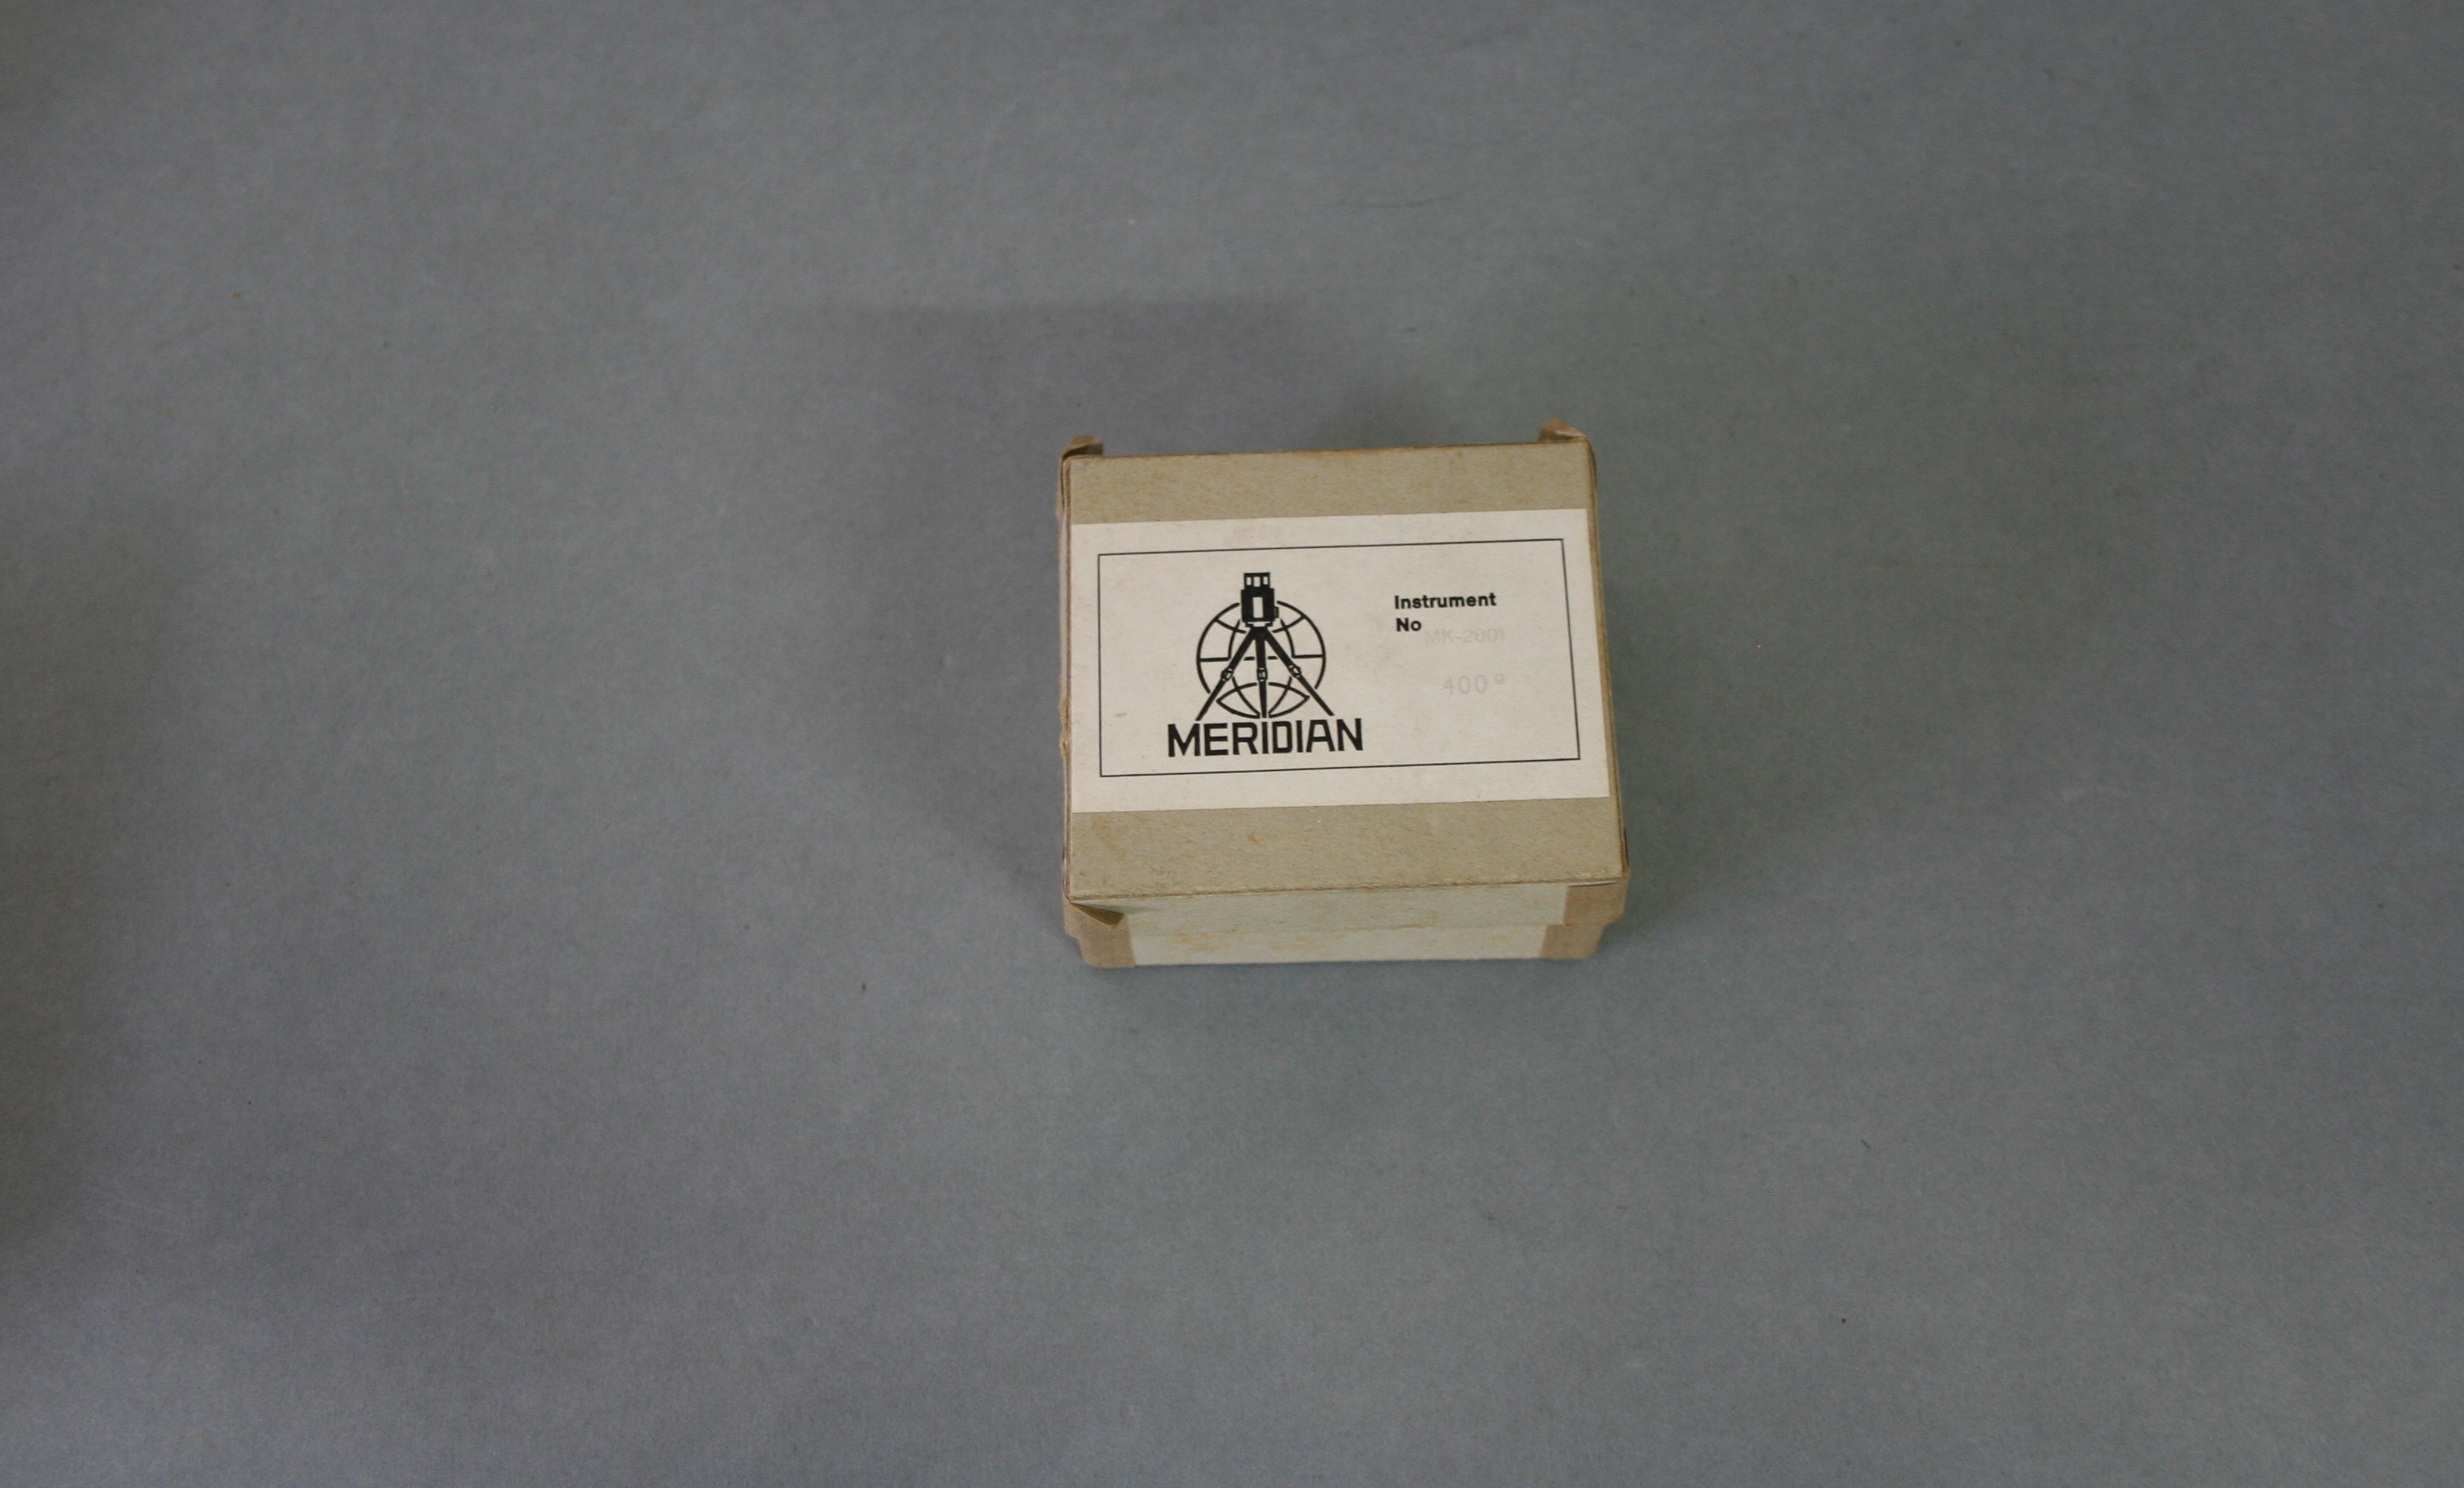 Instrument
No
MK-2001
400ᵍ
MERIDIAN